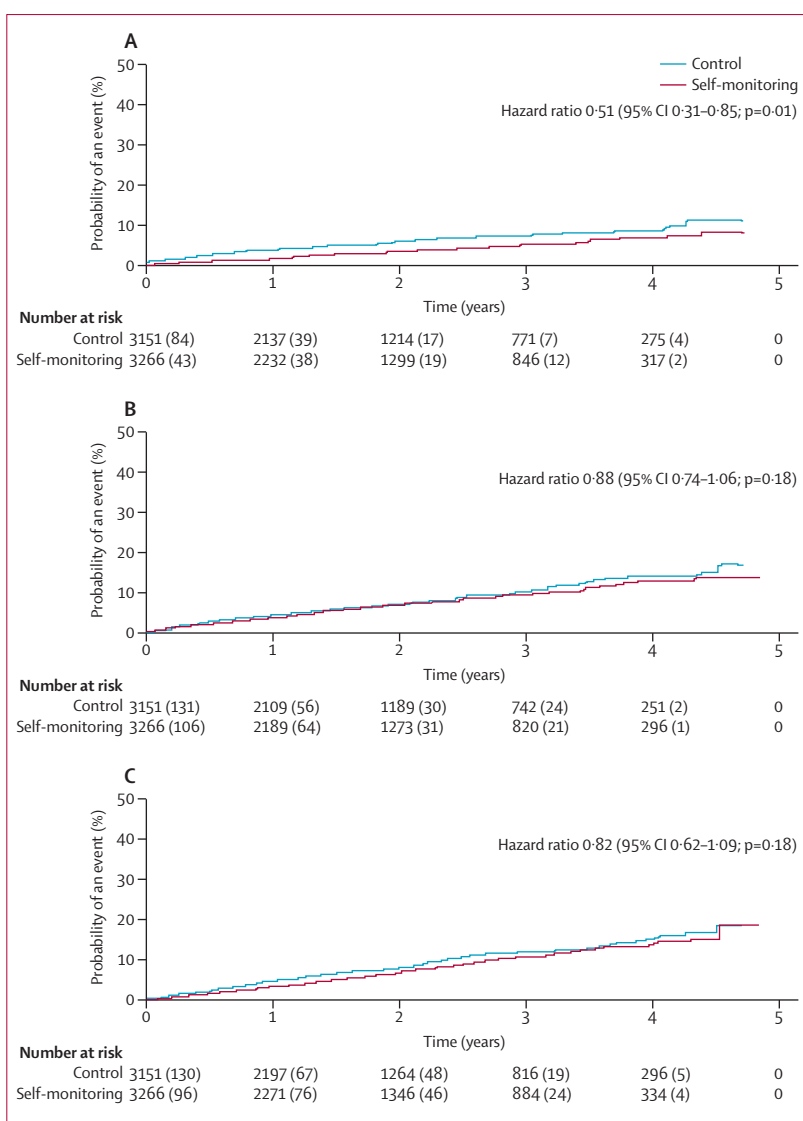 A
50
40
30
20
10
0
Probability of an event (%)
Control
Self-monitoring
Hazard ratio 0·51 (95% CI 0·31–0·85; p=0·01)
0 1 2 3 4 5
Time (years)
Number at risk
Control 3151 (84) 2137 (39) 1214 (17) 771 (7) 275 (4) 0
Self-monitoring 3266 (43) 2232 (38) 1299 (19) 846 (12) 317 (2) 0
B
50
40
30
20
10
0
Probability of an event (%)
Hazard ratio 0·88 (95% CI 0·74–1·06; p=0·18)
0 1 2 3 4 5
Time (years)
Number at risk
Control 3151 (131) 2109 (56) 1189 (30) 742 (24) 251 (2) 0
Self-monitoring 3266 (106) 2189 (64) 1273 (31) 820 (21) 296 (1) 0
C
50
40
30
20
10
0
Probability of an event (%)
Hazard ratio 0·82 (95% CI 0·62–1·09; p=0·18)
0 1 2 3 4 5
Time (years)
Number at risk
Control 3151 (130) 2197 (67) 1264 (48) 816 (19) 296 (5) 0
Self-monitoring 3266 (96) 2271 (76) 1346 (46) 884 (24) 334 (4) 0